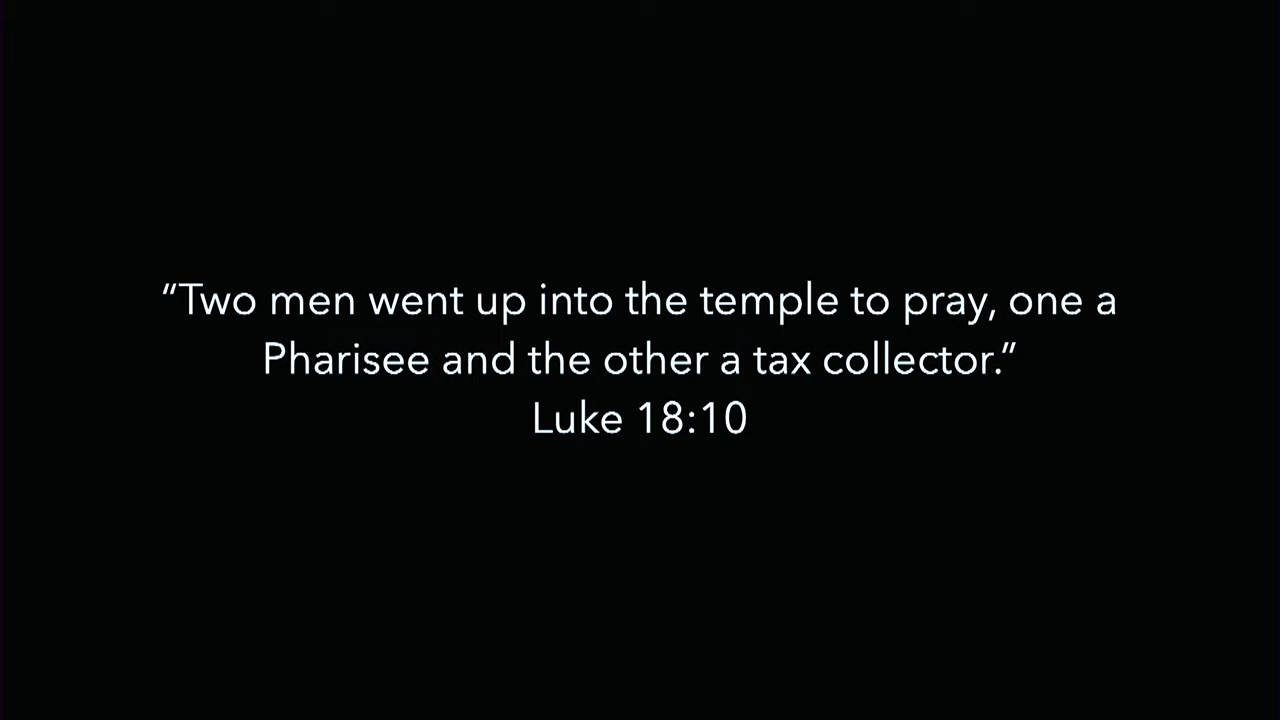 “Two men went up into the temple to pray, one a
Pharisee and the other a tax collector.”
Luke 18:10